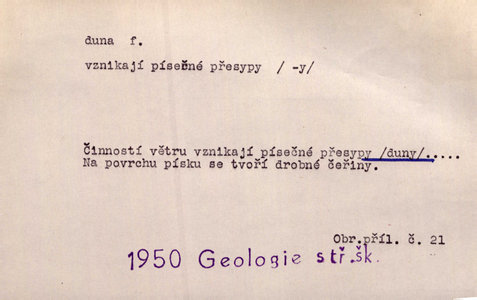 duna f.
vznikají písečné přesypy / -y/
Činností větru vznikají písečné přesypy /duny/.....
Na povrchu písku se tvoří drobné čeřiny.
Obr.příl. č. 21
1950 Geologie stř.šk.